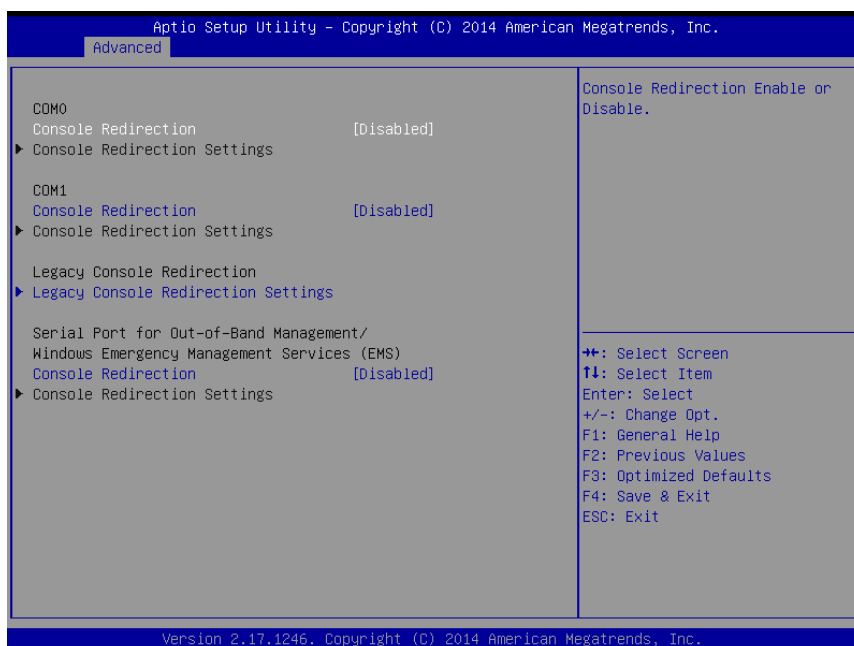 Aptio Setup Utility – Copyright (C) 2014 American Megatrends, Inc.
Advanced
COM0
Console Redirection [Disabled]
▶ Console Redirection Settings
COM1
Console Redirection [Disabled]
▶ Console Redirection Settings
Legacy Console Redirection
▶ Legacy Console Redirection Settings
Serial Port for Out-of-Band Management/
Windows Emergency Management Services (EMS)
Console Redirection [Disabled]
▶ Console Redirection Settings
Console Redirection Enable or
Disable.
→←: Select Screen
↑↓: Select Item
Enter: Select
+/-: Change Opt.
F1: General Help
F2: Previous Values
F3: Optimized Defaults
F4: Save & Exit
ESC: Exit
Version 2.17.1246. Copyright (C) 2014 American Megatrends, Inc.